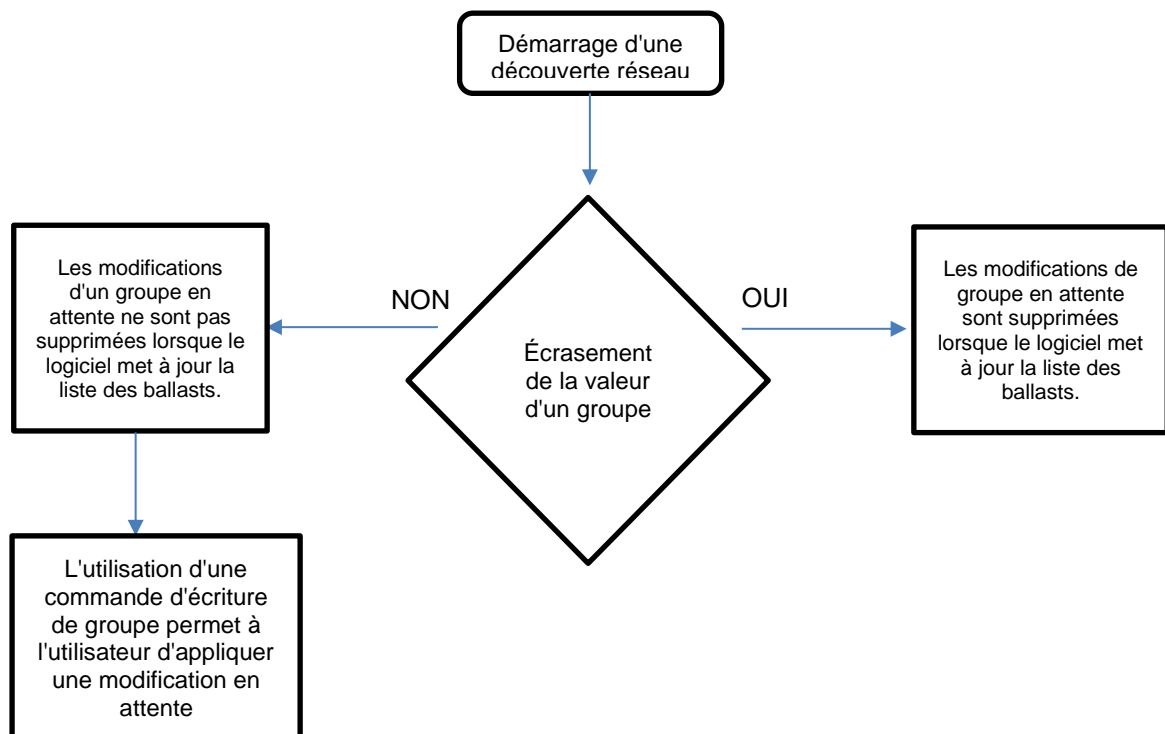 Démarrage d'une
découverte réseau
Les modifications
d'un groupe en
attente ne sont pas
supprimées lorsque le
logiciel met à jour la
liste des ballasts.
NON
Écrasement
de la valeur
d'un groupe
OUI
Les modifications de
groupe en attente
sont supprimées
lorsque le logiciel met
à jour la liste des
ballasts.
L'utilisation d'une
commande d'écriture
de groupe permet à
l'utilisateur d'appliquer
une modification en
attente